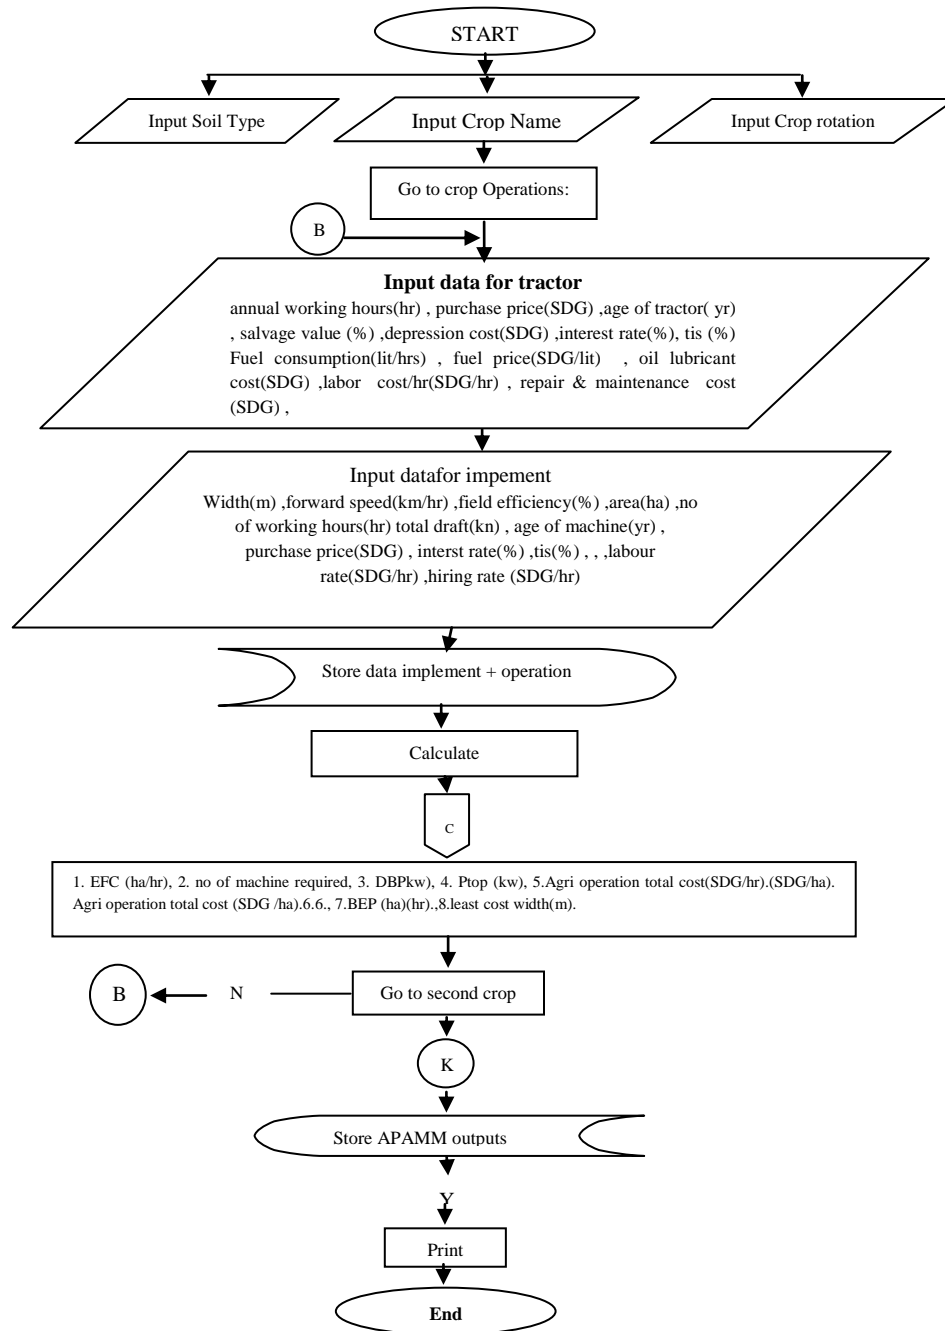 START
Input Soil Type
Input Crop Name
Input Crop rotation
Go to crop Operations:
B
Input data for tractor
annual working hours(hr) , purchase price(SDG) ,age of tractor( yr)
, salvage value (%) ,depression cost(SDG) ,interest rate(%), tis (%)
Fuel consumption(lit/hrs) , fuel price(SDG/lit) , oil lubricant
cost(SDG) ,labor cost/hr(SDG/hr) , repair & maintenance cost
(SDG) ,
Input datafor impement
Width(m) ,forward speed(km/hr) ,field efficiency(%) ,area(ha) ,no
of working hours(hr) total draft(kn) , age of machine(yr) ,
purchase price(SDG) , interst rate(%) ,tis(%) , , ,labour
rate(SDG/hr) ,hiring rate (SDG/hr)
Store data implement + operation
Calculate
C
1. EFC (ha/hr), 2. no of machine required, 3. DBPkw), 4. Ptop (kw), 5.Agri operation total cost(SDG/hr).(SDG/ha).
Agri operation total cost (SDG /ha).6.6., 7.BEP (ha)(hr).,8.least cost width(m).
B
N
Go to second crop
K
Store APAMM outputs
Y
Print
End